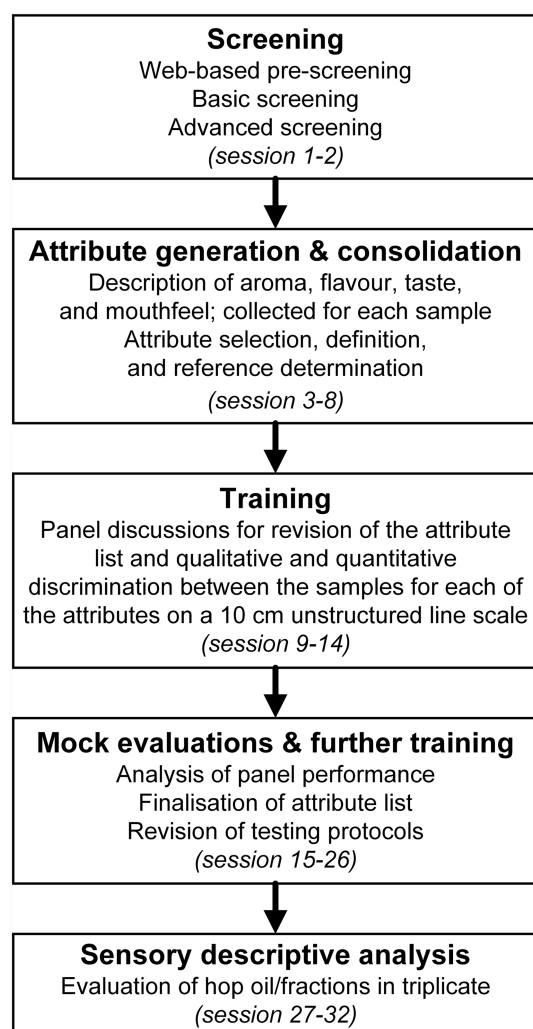 Screening
Web-based pre-screening
Basic screening
Advanced screening
(session 1-2)
Attribute generation & consolidation
Description of aroma, flavour, taste,
and mouthfeel; collected for each sample
Attribute selection, definition,
and reference determination
(session 3-8)
Training
Panel discussions for revision of the attribute
list and qualitative and quantitative
discrimination between the samples for each of
the attributes on a 10 cm unstructured line scale
(session 9-14)
Mock evaluations & further training
Analysis of panel performance
Finalisation of attribute list
Revision of testing protocols
(session 15-26)
Sensory descriptive analysis
Evaluation of hop oil/fractions in triplicate
(session 27-32)